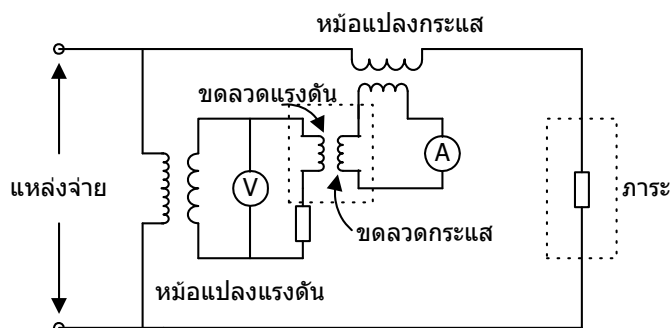 หม้อแปลงกระแส
ขดลวดแรงดัน
A
แหล่งจ่าย
V
ภาระ
ขดลวดกระแส
หม้อแปลงแรงดัน